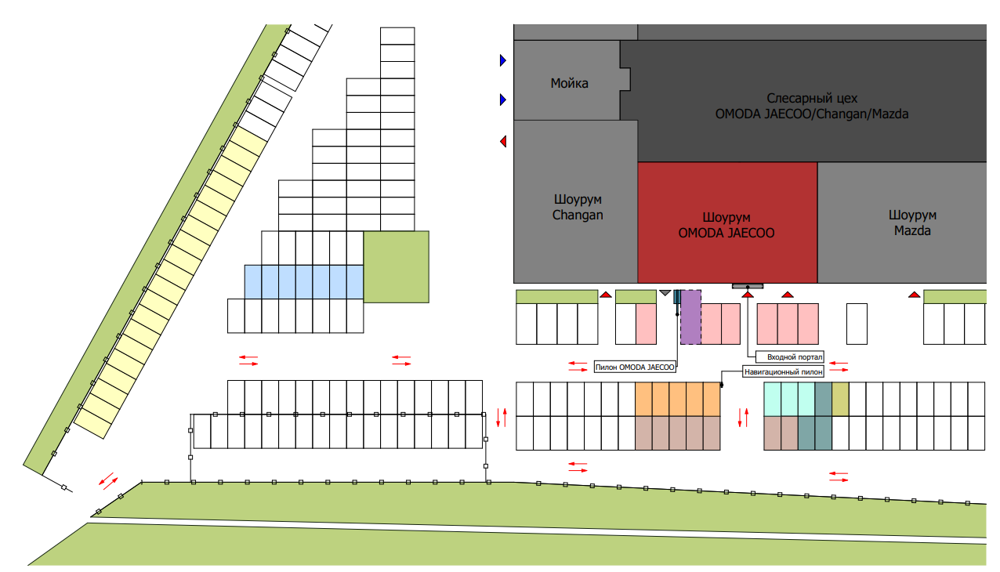 Мойка
Слесарный цех
OMODA JAECOO/Changan/Mazda
Шоурум
Changan
Шоурум
OMODA JAECOO
Шоурум
Mazda
Входной портал
Пилон OMODA JAECOO
Навигационный пилон